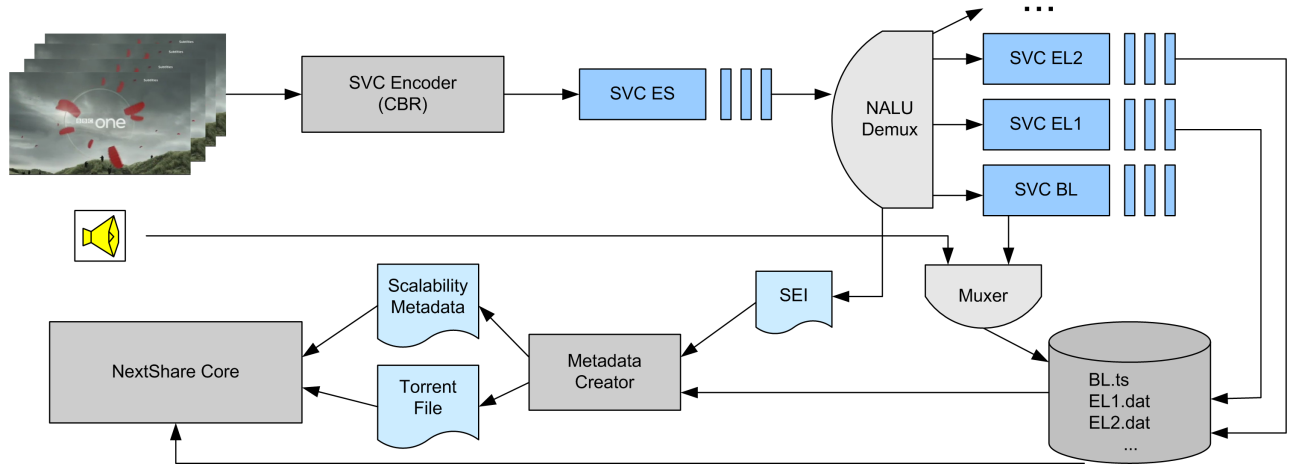 ...
SVC EL2
SVC Encoder
(CBR)
SVC ES
NALU
Demux
SVC EL1
one
SVC BL
Scalability
Metadata
SEI
Muxer
NextShare Core
Metadata
Creator
Torrent
File
BL.ts
EL1.dat
EL2.dat
...